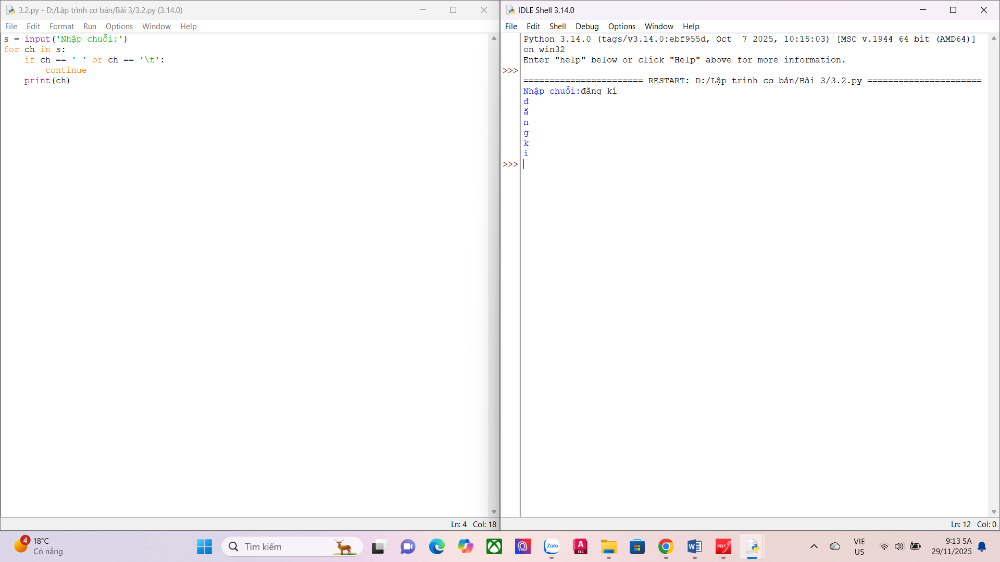 3.2.py - D:/Lập trình cơ bản/Bài 3/3.2.py (3.14.0)
File Edit Format Run Options Window Help
s = input('Nhập chuỗi:')
for ch in s:
    if ch == ' ' or ch == '\t':
        continue
    print(ch)
Ln: 4 Col: 18
IDLE Shell 3.14.0
File Edit Shell Debug Options Window Help
Python 3.14.0 (tags/v3.14.0:ebf955d, Oct  7 2025, 10:15:03) [MSC v.1944 64 bit (AMD64)]
on win32
Enter "help" below or click "Help" above for more information.
>>>
======================= RESTART: D:/Lập trình cơ bản/Bài 3/3.2.py ======================
Nhập chuỗi:đăng kí
đ
ă
n
g
k
í
>>>
Ln: 12 Col: 0
4
18°C
Có nắng
Tìm kiếm
Zalo
A
ELC
W
PDF
VIE
US
9:13 SA
29/11/2025